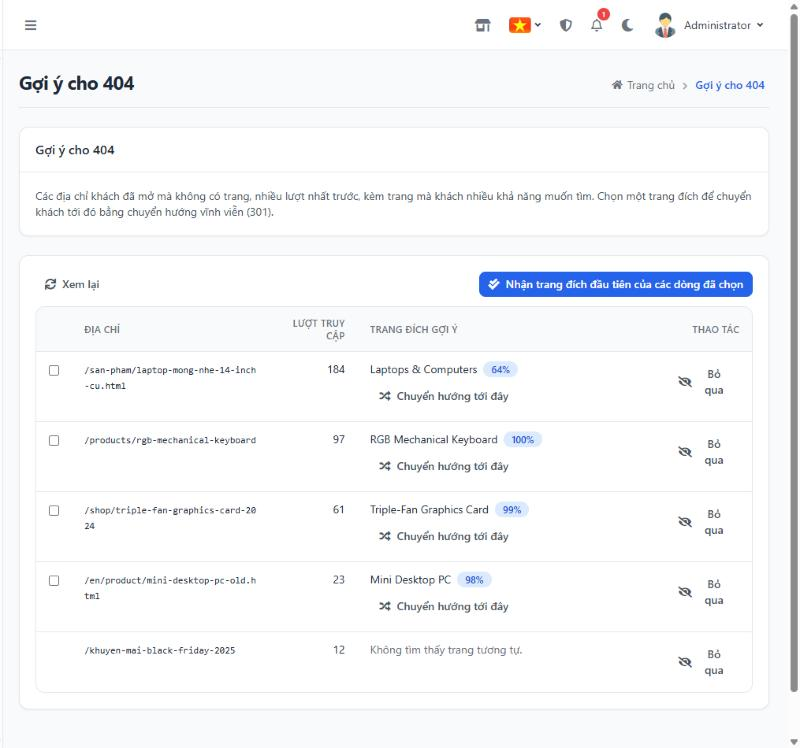 1
Administrator
Gợi ý cho 404
Trang chủ
Gợi ý cho 404
Gợi ý cho 404
Các địa chỉ khách đã mở mà không có trang, nhiều lượt nhất trước, kèm trang mà khách nhiều khả năng muốn tìm. Chọn một trang đích để chuyển
khách tới đó bằng chuyển hướng vĩnh viễn (301).
Xem lại
Nhận trang đích đầu tiên của các dòng đã chọn
ĐỊA CHỈ
LƯỢT TRUY
CẬP
TRANG ĐÍCH GỢI Ý
THAO TÁC
/san-pham/laptop-mong-nhe-14-inch
-cu.html
184
Laptops & Computers 64%
Chuyển hướng tới đây
Bỏ
qua
/products/rgb-mechanical-keyboard
97
RGB Mechanical Keyboard 100%
Chuyển hướng tới đây
Bỏ
qua
/shop/triple-fan-graphics-card-20
24
61
Triple-Fan Graphics Card 99%
Chuyển hướng tới đây
Bỏ
qua
/en/product/mini-desktop-pc-old.h
tml
23
Mini Desktop PC 98%
Chuyển hướng tới đây
Bỏ
qua
/khuyen-mai-black-friday-2025
12
Không tìm thấy trang tương tự.
Bỏ
qua